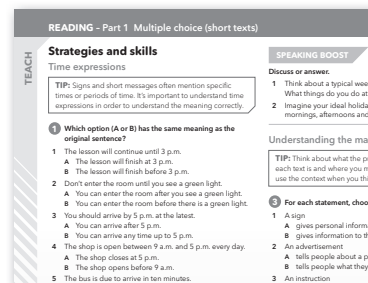 READING – Part 1 Multiple choice (short texts)
TEACH
Strategies and skills
Time expressions
TIP: Signs and short messages often mention specific
times or periods of time. It's important to understand time
expressions in order to understand the meaning correctly.
1 Which option (A or B) has the same meaning as the
original sentence?
1 The lesson will continue until 3 p.m.
A The lesson will finish at 3 p.m.
B The lesson will finish before 3 p.m.
2 Don't enter the room until you see a green light.
A You can enter the room after you see a green light.
B You can enter the room before there is a green light.
3 You should arrive by 5 p.m. at the latest.
A You can arrive after 5 p.m.
B You can arrive any time up to 5 p.m.
4 The shop is open between 9 a.m. and 5 p.m. every day.
A The shop closes at 5 p.m.
B The shop opens before 9 a.m.
5 The bus is due to arrive in ten minutes.
SPEAKING BOOST
Discuss or answer.
1 Think about a typical
What things do you do at
2 Imagine your ideal
mornings, afternoons
Understanding the
TIP: Think about what the
each text is and where you
use the context when you
3 For each statement,
1 A sign
A gives personal
B gives information to
2 An advertisement
A tells people about a
B tells people what they
3 An instruction